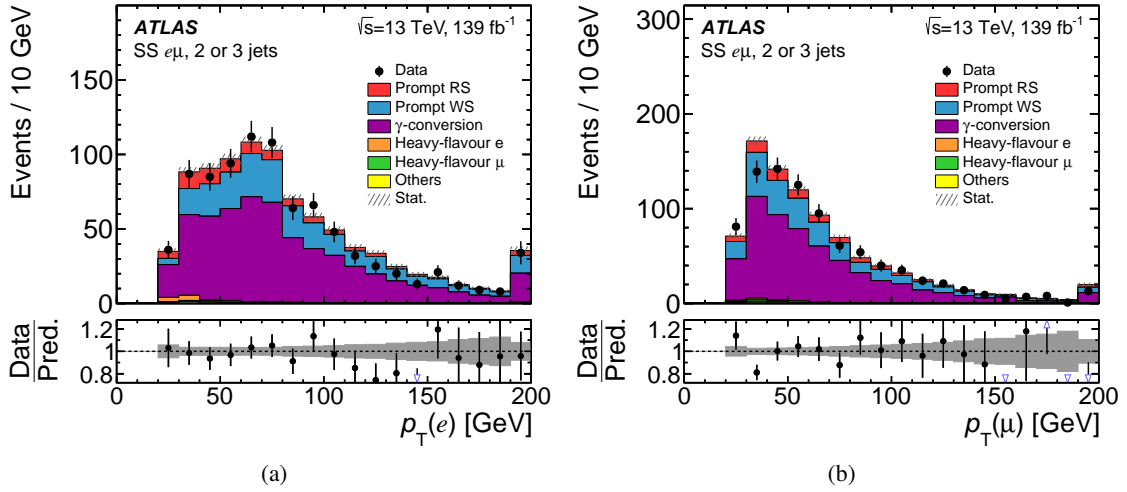 ATLAS √s=13 TeV, 139 fb⁻¹
SS eμ, 2 or 3 jets
Data
Prompt RS
Prompt WS
γ-conversion
Heavy-flavour e
Heavy-flavour μ
Others
Stat.
Events / 10 GeV
150
100
50
0
Data
Pred.
1.2
1
0.8
0 50 100 150 200
p_T(e) [GeV]
(a)
ATLAS √s=13 TeV, 139 fb⁻¹
SS eμ, 2 or 3 jets
Data
Prompt RS
Prompt WS
γ-conversion
Heavy-flavour e
Heavy-flavour μ
Others
Stat.
Events / 10 GeV
300
200
100
0
Data
Pred.
1.2
1
0.8
0 50 100 150 200
p_T(μ) [GeV]
(b)